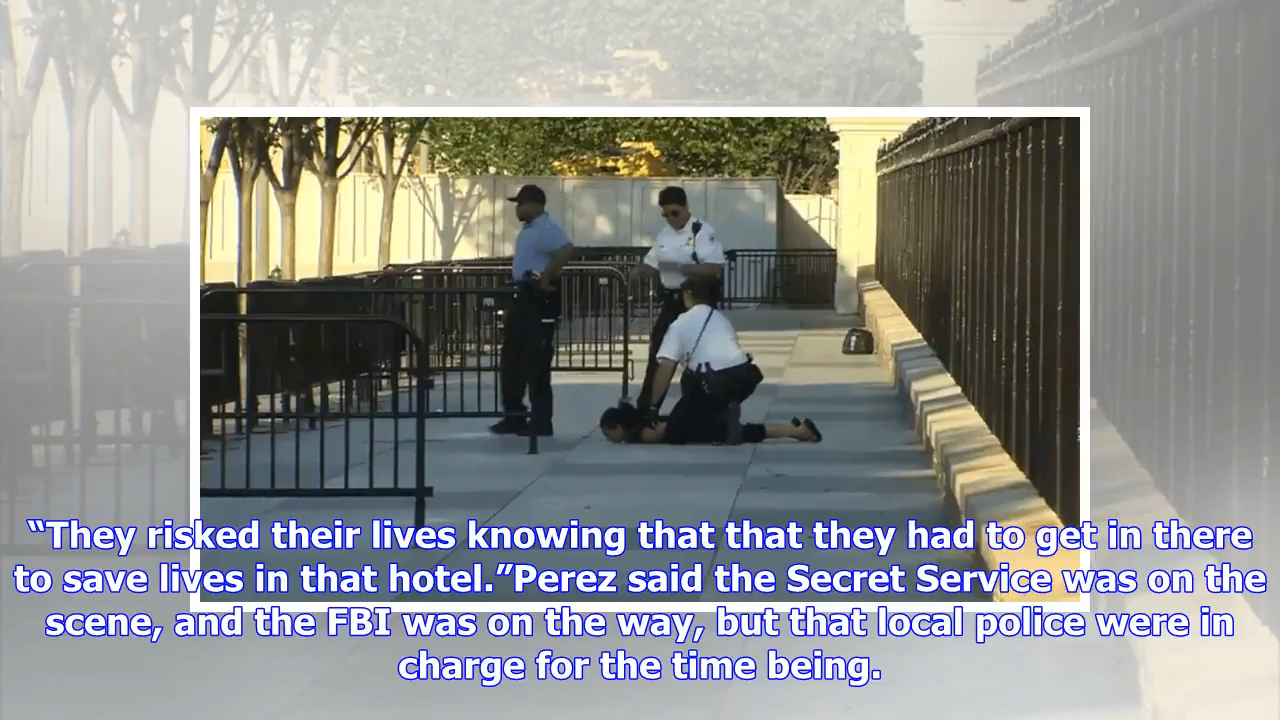 “They risked their lives knowing that that they had to get in there
to save lives in that hotel.”Perez said the Secret Service was on the
scene, and the FBI was on the way, but that local police were in
charge for the time being.